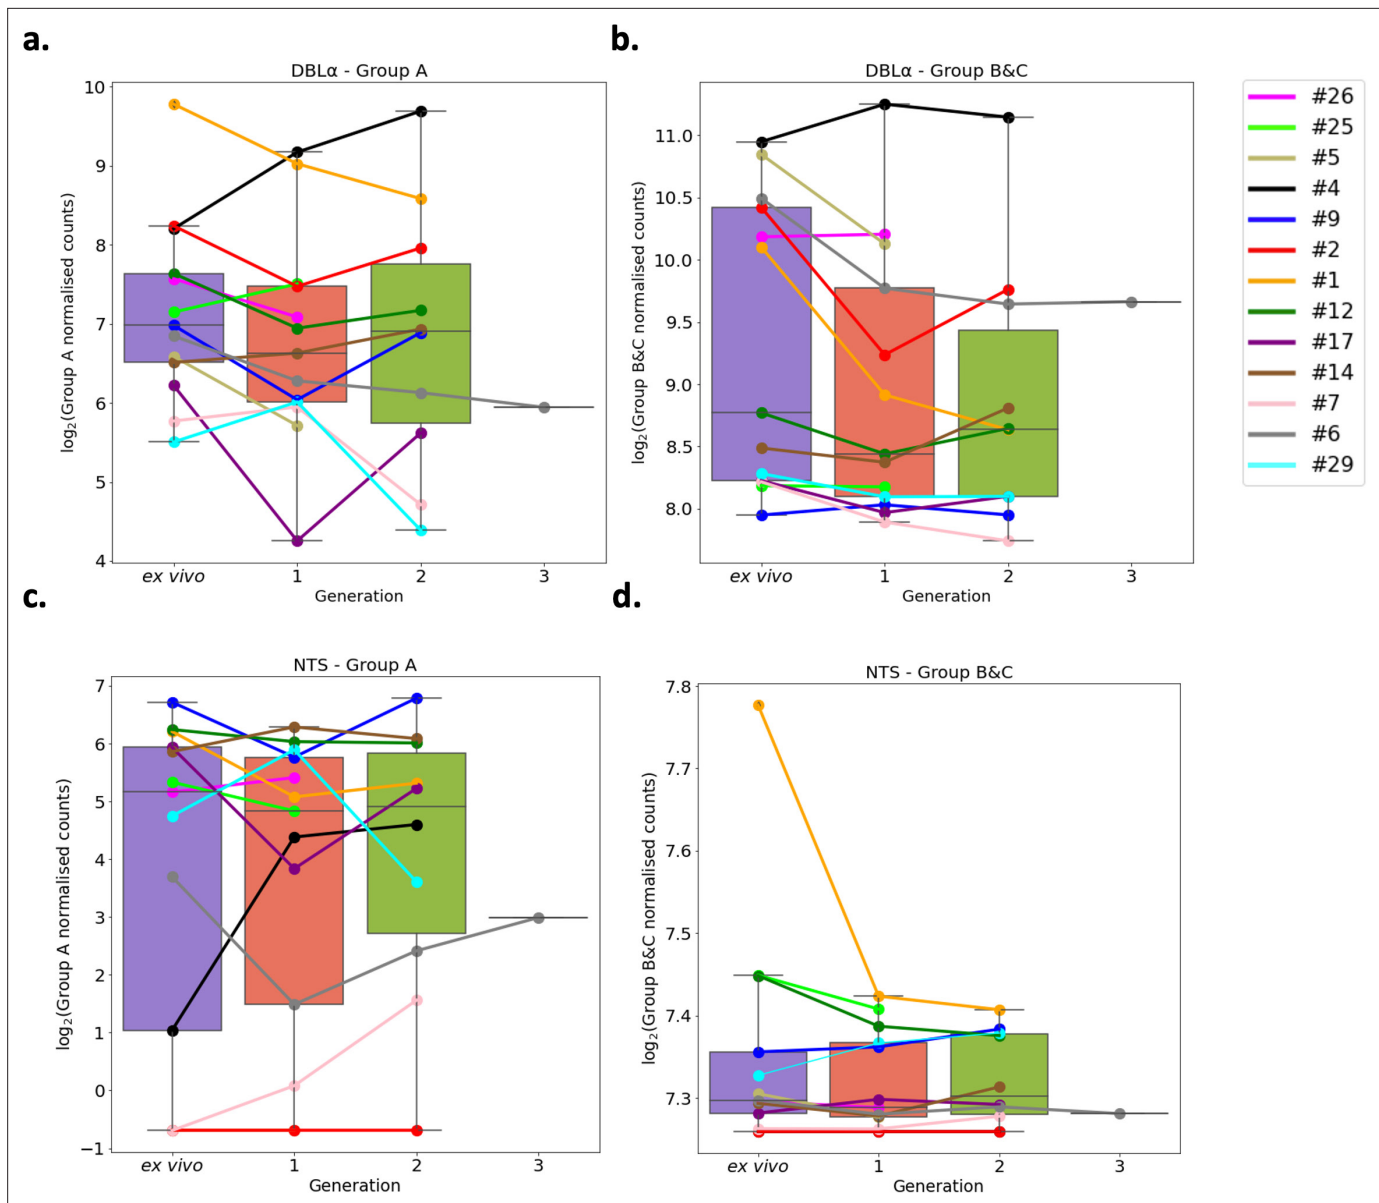 a.
DBLα - Group A
log₂(Group A normalised counts)
10
9
8
7
6
5
4
ex vivo 1 2 3
Generation
b.
DBLα - Group B&C
log₂(Group B&C normalised counts)
11.0
10.5
10.0
9.5
9.0
8.5
8.0
ex vivo 1 2 3
Generation
#26
#25
#5
#4
#9
#2
#1
#12
#17
#14
#7
#6
#29
c.
NTS - Group A
log₂(Group A normalised counts)
7
6
5
4
3
2
1
0
−1
ex vivo 1 2 3
Generation
d.
NTS - Group B&C
log₂(Group B&C normalised counts)
7.8
7.7
7.6
7.5
7.4
7.3
ex vivo 1 2 3
Generation